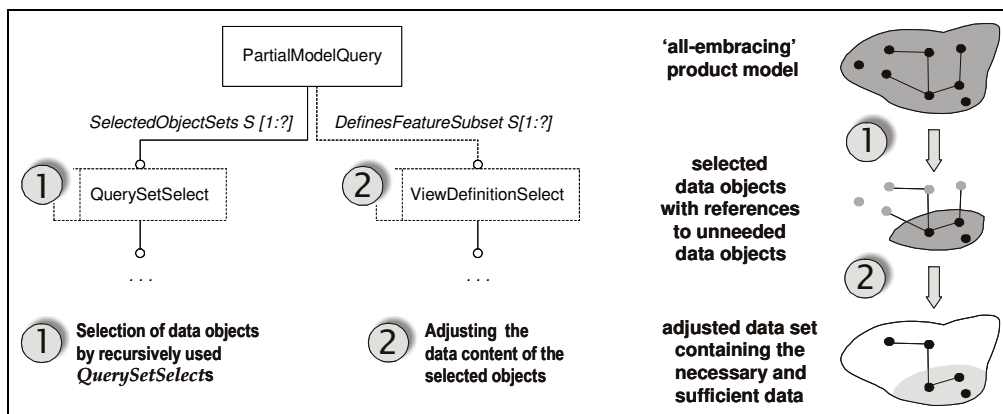 PartialModelQuery
SelectedObjectSets S [1:?]
DefinesFeatureSubset S[1:?]
1
QuerySetSelect
2
ViewDefinitionSelect
. . .
. . .
1
Selection of data objects
by recursively used
QuerySetSelects
2
Adjusting the
data content of the
selected objects
‘all-embracing’
product model
1
selected
data objects
with references
to unneeded
data objects
2
adjusted data set
containing the
necessary and
sufficient data